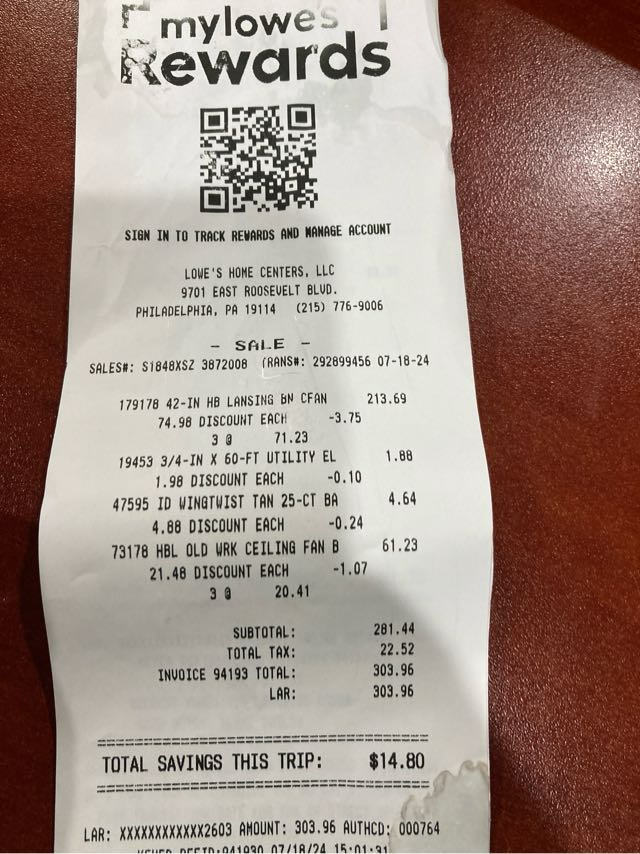 mylowes
Rewards
SIGN IN TO TRACK REWARDS AND MANAGE ACCOUNT
LOWE'S HOME CENTERS, LLC
9701 EAST ROOSEVELT BLVD.
PHILADELPHIA, PA 19114 (215) 776-9006
- SALE -
SALES#: S1848XSZ 3872008 TRANS#: 292899456 07-18-24
179178 42-IN HB LANSING BN CFAN 213.69
74.98 DISCOUNT EACH -3.75
3 @ 71.23
19453 3/4-IN X 60-FT UTILITY EL 1.88
1.98 DISCOUNT EACH -0.10
47595 ID WINGTWIST TAN 25-CT BA 4.64
4.88 DISCOUNT EACH -0.24
73178 HBL OLD WRK CEILING FAN B 61.23
21.48 DISCOUNT EACH -1.07
3 @ 20.41
SUBTOTAL: 281.44
TOTAL TAX: 22.52
INVOICE 94193 TOTAL: 303.96
LAR: 303.96
TOTAL SAVINGS THIS TRIP: $14.80
LAR: XXXXXXXXXXXX2603 AMOUNT: 303.96 AUTHCD: 000764
07/18/24 15:01:31